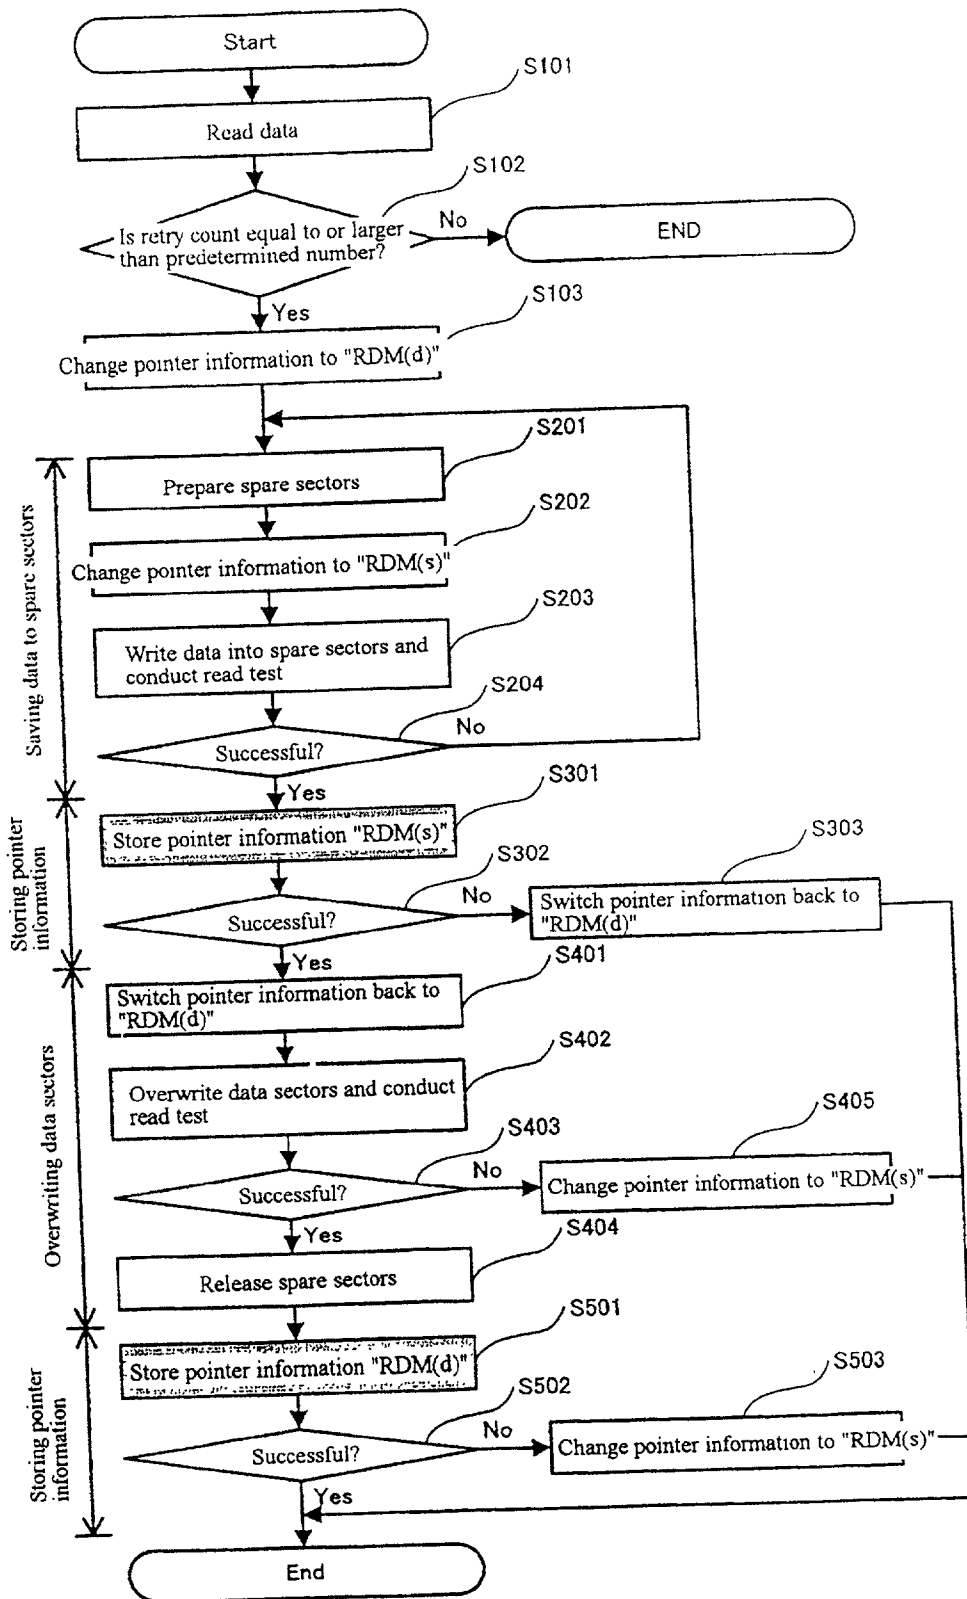 Start
S101
Read data
S102
Is retry count equal to or larger
than predetermined number?
No
END
Yes
S103
Change pointer information to "RDM(d)"
S201
Prepare spare sectors
S202
Change pointer information to "RDM(s)"
S203
Write data into spare sectors and
conduct read test
S204
Successful?
No
Yes
Saving data to spare sectors
S301
Store pointer information "RDM(s)"
S302
Successful?
No
S303
Switch pointer information back to
"RDM(d)"
Yes
Storing pointer
information
S401
Switch pointer information back to
"RDM(d)"
S402
Overwrite data sectors and conduct
read test
S403
Successful?
No
S405
Change pointer information to "RDM(s)"
Yes
S404
Release spare sectors
Overwriting data sectors
S501
Store pointer information "RDM(d)"
S502
Successful?
No
S503
Change pointer information to "RDM(s)"
Yes
Storing pointer
information
End